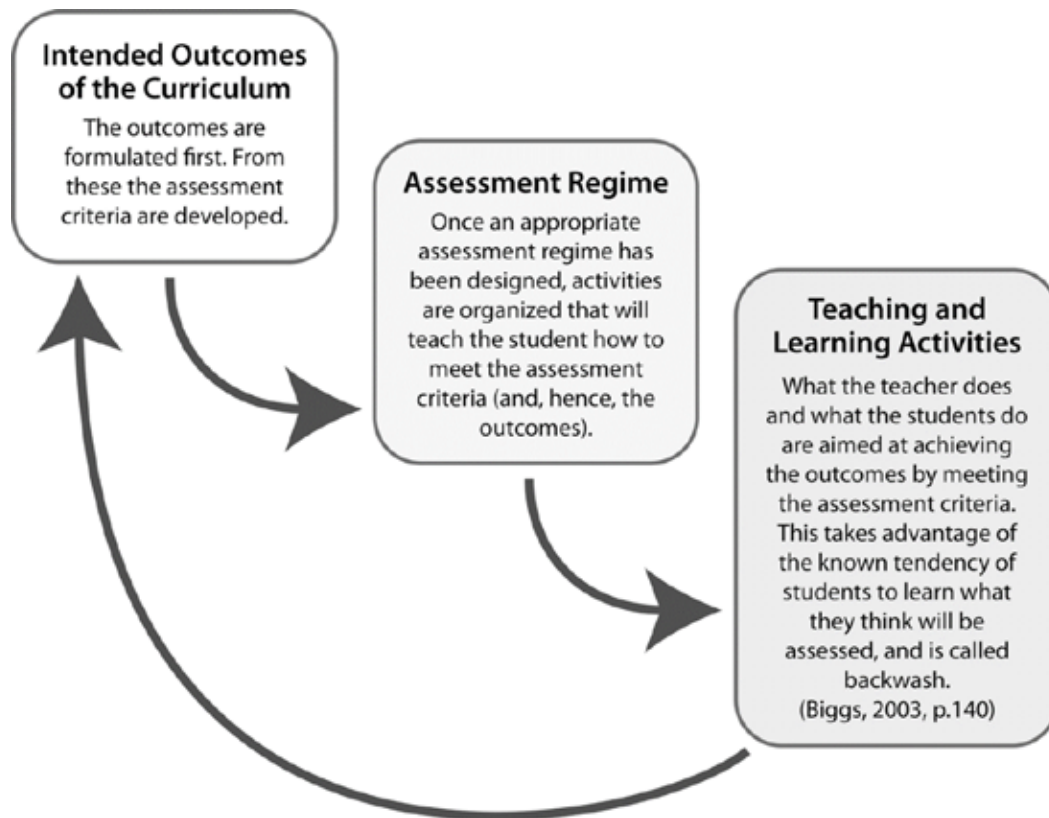 Intended Outcomes
of the Curriculum
The outcomes are
formulated first. From
these the assessment
criteria are developed.
Assessment Regime
Once an appropriate
assessment regime has
been designed, activities
are organized that will
teach the student how to
meet the assessment
criteria (and, hence, the
outcomes).
Teaching and
Learning Activities
What the teacher does
and what the students do
are aimed at achieving
the outcomes by meeting
the assessment criteria.
This takes advantage of
the known tendency of
students to learn what
they think will be
assessed, and is called
backwash.
(Biggs, 2003, p.140)